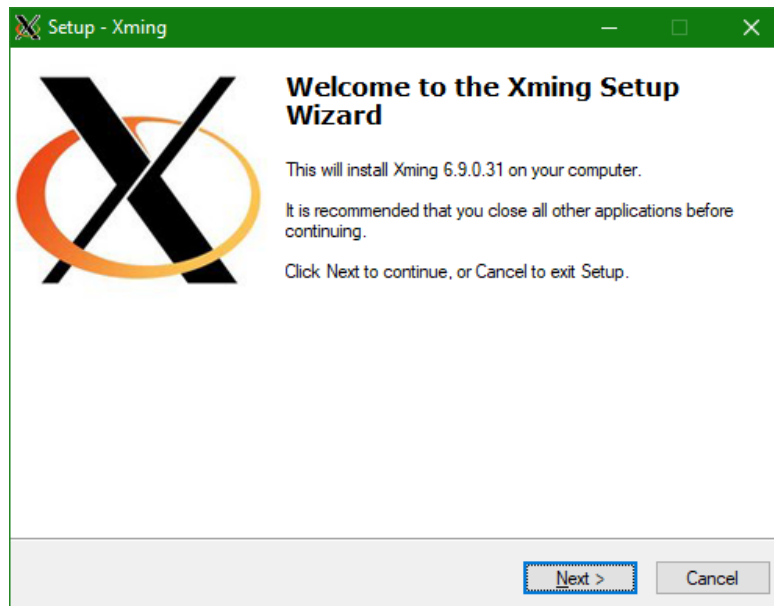 Setup - Xming
Welcome to the Xming Setup
Wizard
This will install Xming 6.9.0.31 on your computer.
It is recommended that you close all other applications before
continuing.
Click Next to continue, or Cancel to exit Setup.
Next >
Cancel